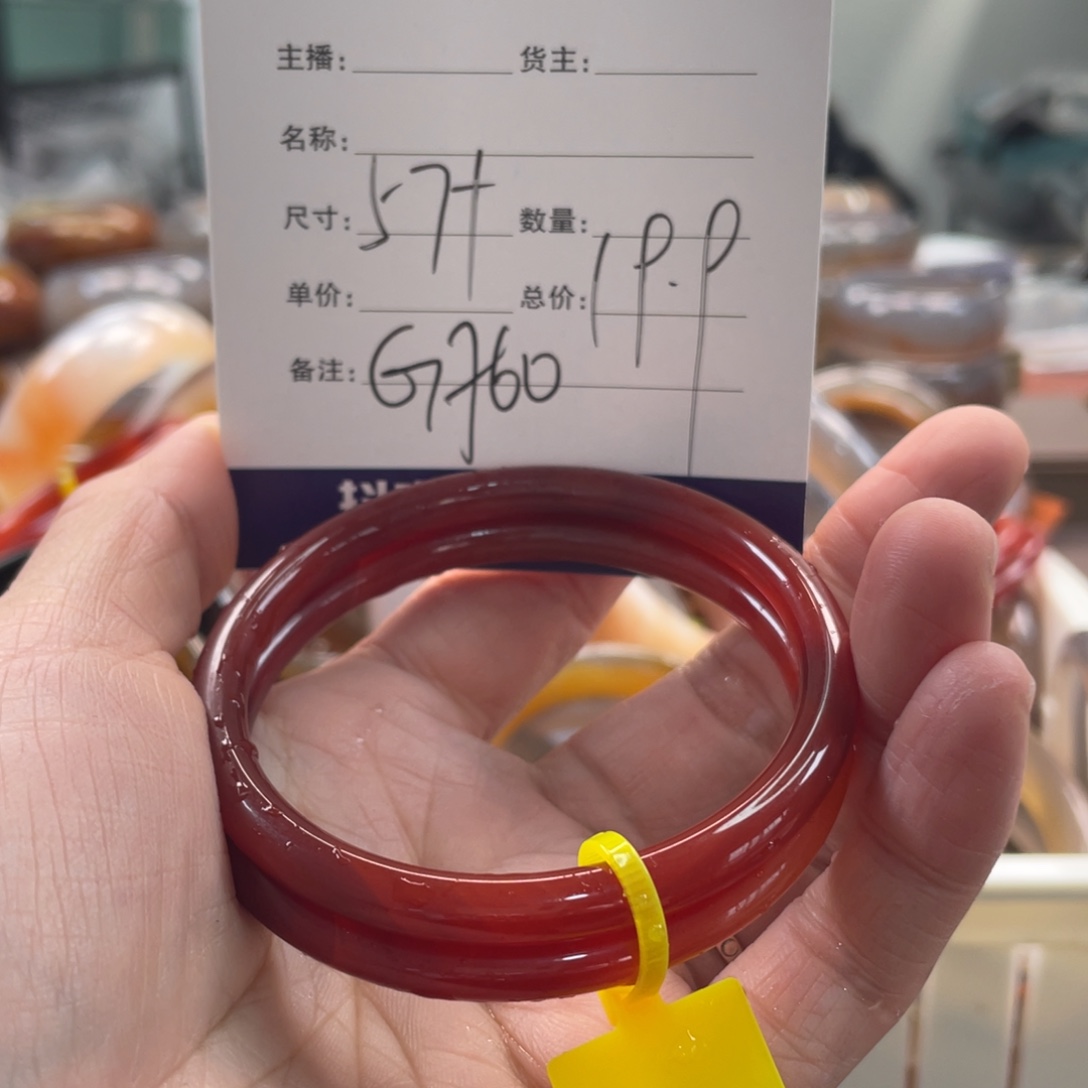 主播: 货主:
名称:
尺寸: 57+ 数量:
单价: 总价: 19.9
备注: G760